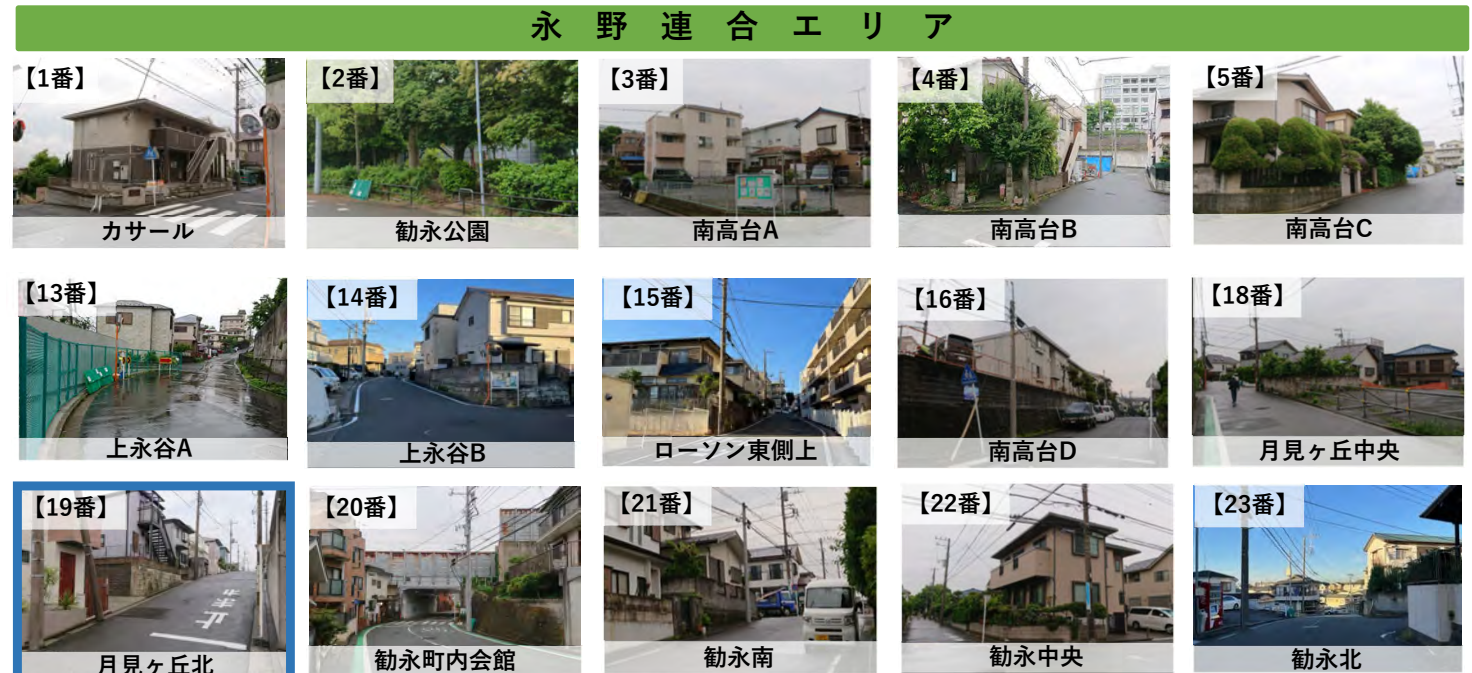 永野連合エリア
【1番】
カサール
【2番】
勧永公園
【3番】
南高台A
【4番】
南高台B
【5番】
南高台C
【13番】
上永谷A
【14番】
上永谷B
【15番】
ローソン東側上
【16番】
南高台D
【18番】
月見ヶ丘中央
【19番】
止まれ
月見ヶ丘北
【20番】
勧永町内会館
【21番】
勧永南
【22番】
勧永中央
【23番】
勧永北